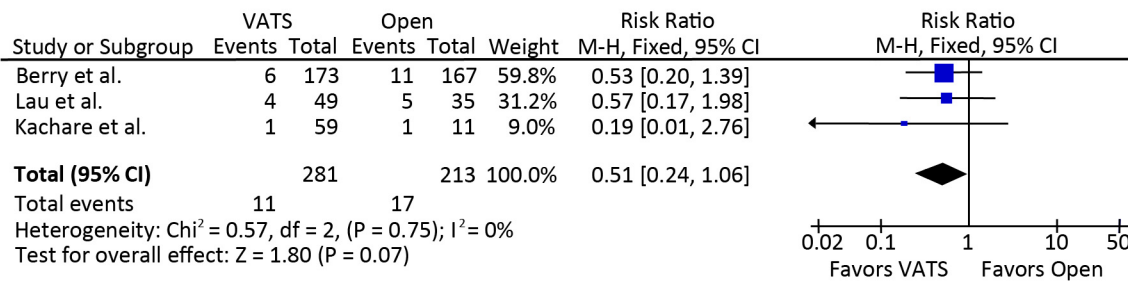 VATS Open Risk Ratio Risk Ratio
Study or Subgroup Events Total Events Total Weight M-H, Fixed, 95% CI M-H, Fixed, 95% CI
Berry et al. 6 173 11 167 59.8% 0.53 [0.20, 1.39]
Lau et al. 4 49 5 35 31.2% 0.57 [0.17, 1.98]
Kachare et al. 1 59 1 11 9.0% 0.19 [0.01, 2.76]
Total (95% CI) 281 213 100.0% 0.51 [0.24, 1.06]
Total events 11 17
Heterogeneity: Chi² = 0.57, df = 2, (P = 0.75); I² = 0%
Test for overall effect: Z = 1.80 (P = 0.07)
0.02 0.1 1 10 50
Favors VATS Favors Open